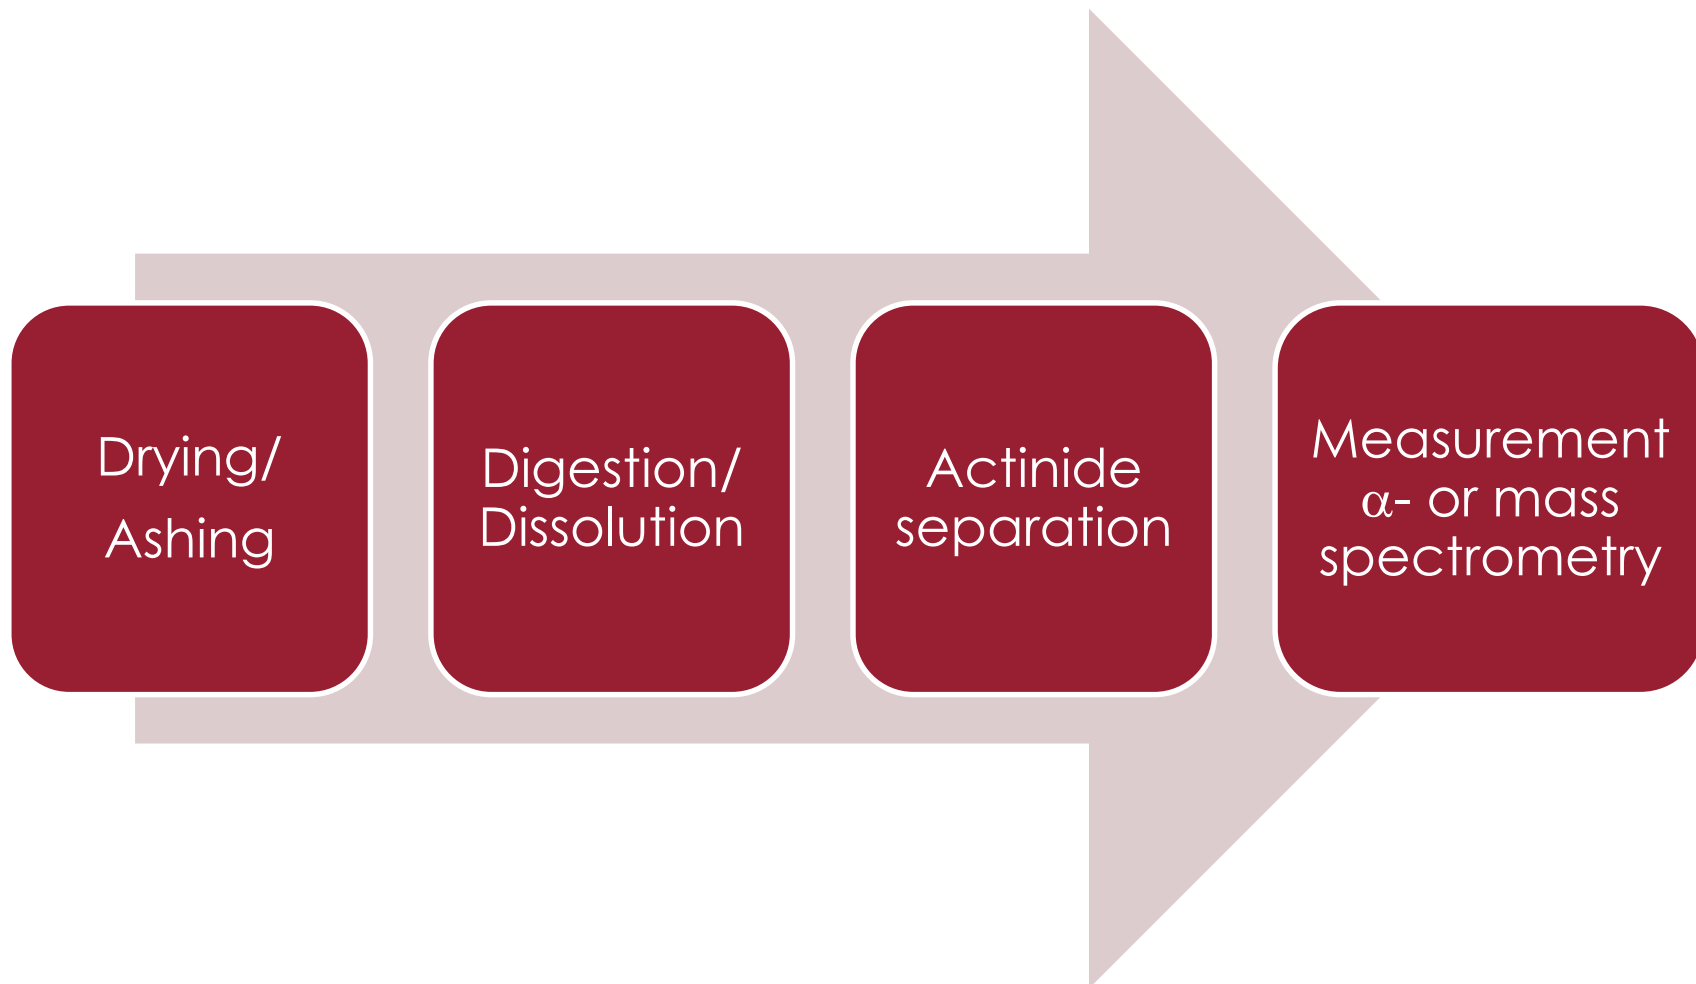 Drying/
Ashing
Digestion/
Dissolution
Actinide
separation
Measurement
α- or mass
spectrometry